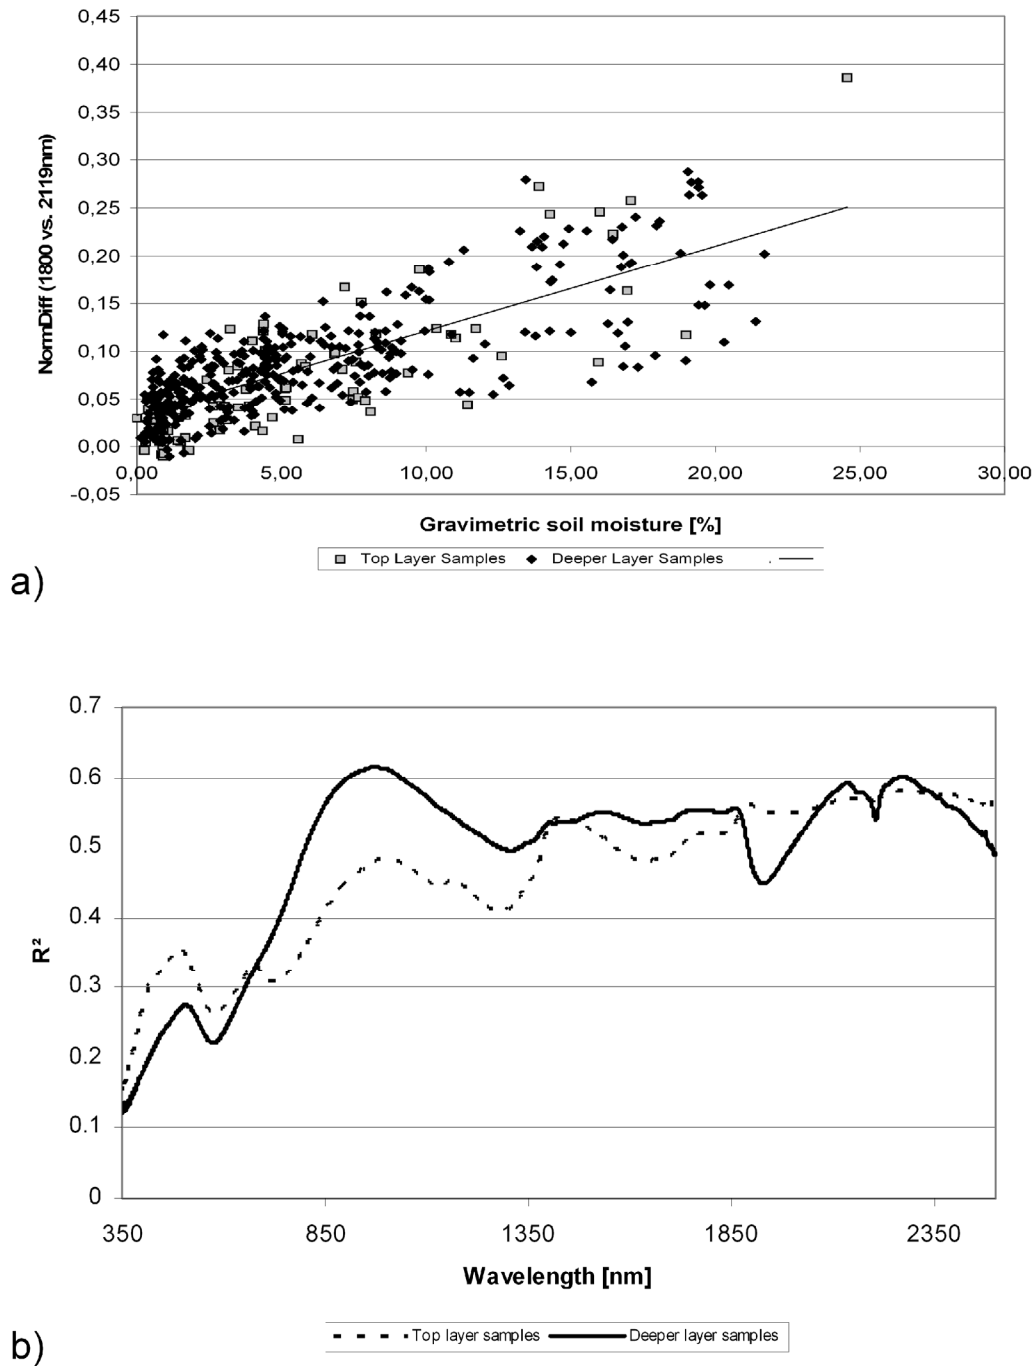 0,45
0,40
0,35
0,30
0,25
0,20
0,15
0,10
0,05
0,00
-0,05
NormDiff (1800 vs. 2119nm)
0,00 5,00 10,00 15,00 20,00 25,00 30,00
Gravimetric soil moisture [%]
Top Layer Samples Deeper Layer Samples
a)
0.7
0.6
0.5
0.4
0.3
0.2
0.1
0
R²
350 850 1350 1850 2350
Wavelength [nm]
Top layer samples Deeper layer samples
b)